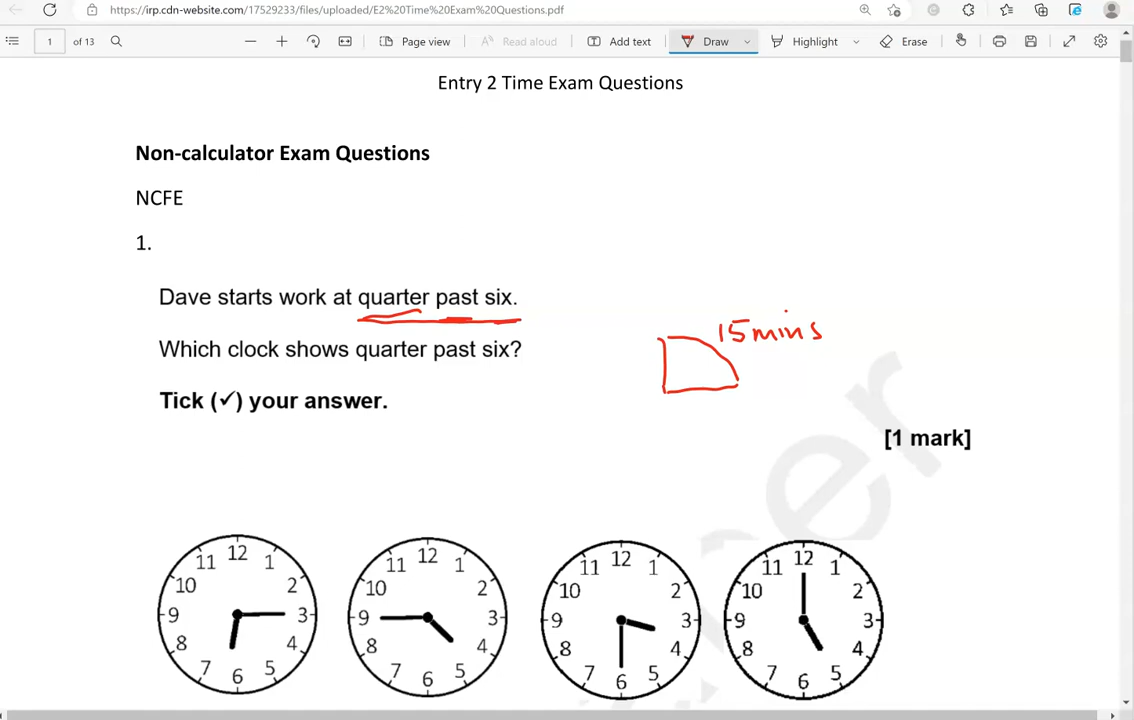 https://irp.cdn-website.com/17529233/files/uploaded/E2%20Time%20Exam%20Questions.pdf
1 of 13
Page view
Read aloud
Add text
Draw
Highlight
Erase
Entry 2 Time Exam Questions
Non-calculator Exam Questions
NCFE
1.
Dave starts work at quarter past six.
15 mins
Which clock shows quarter past six?
Tick (✓) your answer.
[1 mark]
12 1 2 3 4 5 6 7 8 9 10 11
12 1 2 3 4 5 6 7 8 9 10 11
12 1 2 3 4 5 6 7 8 9 10 11
12 1 2 3 4 5 6 7 8 9 10 11